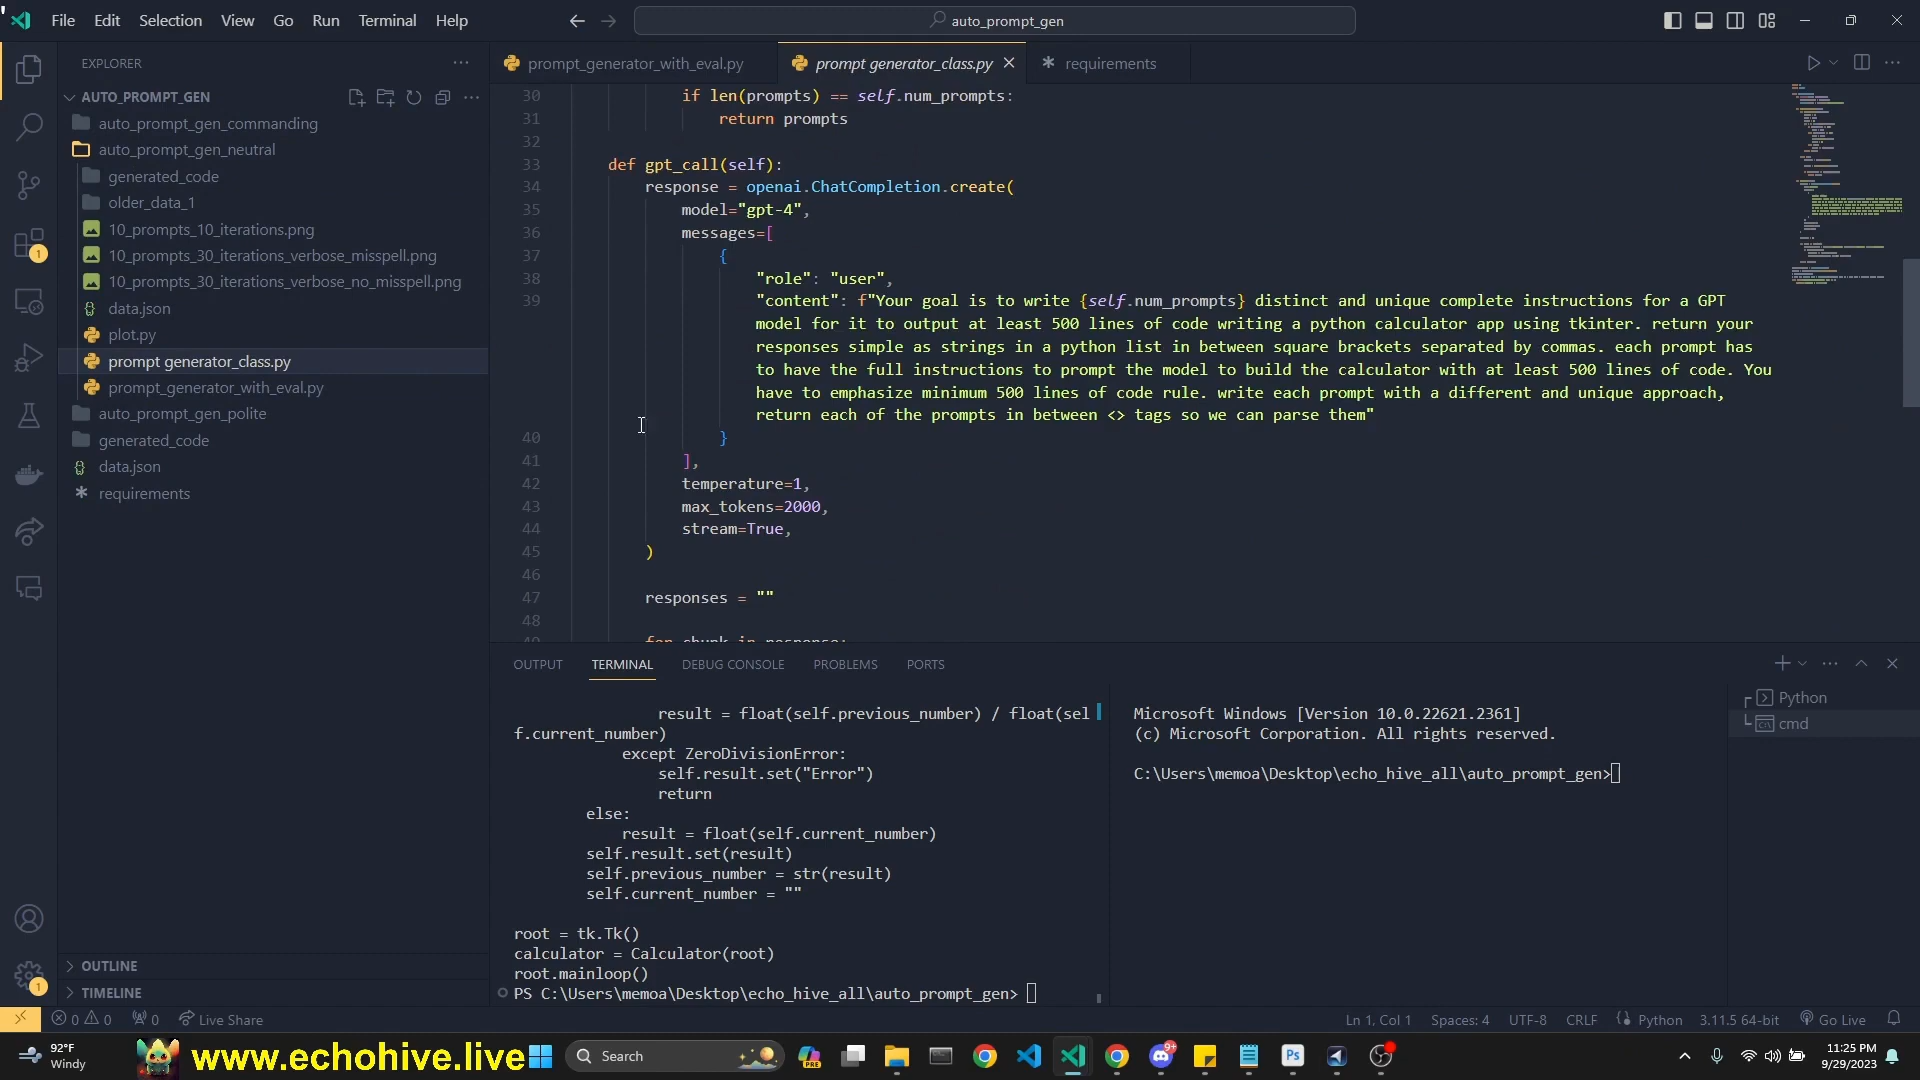 File Edit Selection View Go Run Terminal Help
auto_prompt_gen
EXPLORER
AUTO_PROMPT_GEN
auto_prompt_gen_commanding
auto_prompt_gen_neutral
generated_code
older_data_1
10_prompts_10_iterations.png
10_prompts_30_iterations_verbose_misspell.png
10_prompts_30_iterations_verbose_no_misspell.png
data.json
plot.py
prompt generator_class.py
prompt_generator_with_eval.py
auto_prompt_gen_polite
generated_code
data.json
requirements
OUTLINE
TIMELINE
1
1
prompt_generator_with_eval.py
prompt generator_class.py
requirements
30 if len(prompts) == self.num_prompts:
31 return prompts
32
33 def gpt_call(self):
34 response = openai.ChatCompletion.create(
35 model="gpt-4",
36 messages=[
37 {
38 "role": "user",
39 "content": f"Your goal is to write {self.num_prompts} distinct and unique complete instructions for a GPT
model for it to output at least 500 lines of code writing a python calculator app using tkinter. return your
responses simple as strings in a python list in between square brackets separated by commas. each prompt has
to have the full instructions to prompt the model to build the calculator with at least 500 lines of code. You
have to emphasize minimum 500 lines of code rule. write each prompt with a different and unique approach,
return each of the prompts in between <> tags so we can parse them"
40 }
41 ],
42 temperature=1,
43 max_tokens=2000,
44 stream=True,
45 )
46
47 responses = ""
48
49 for chunk in response:
OUTPUT TERMINAL DEBUG CONSOLE PROBLEMS PORTS
result = float(self.previous_number) / float(sel
f.current_number)
except ZeroDivisionError:
self.result.set("Error")
return
else:
result = float(self.current_number)
self.result.set(result)
self.previous_number = str(result)
self.current_number = ""
root = tk.Tk()
calculator = Calculator(root)
root.mainloop()
PS C:\Users\memoa\Desktop\echo_hive_all\auto_prompt_gen>
Microsoft Windows [Version 10.0.22621.2361]
(c) Microsoft Corporation. All rights reserved.
C:\Users\memoa\Desktop\echo_hive_all\auto_prompt_gen>
Python
cmd
0 0 0 Live Share
Ln 1, Col 1 Spaces: 4 UTF-8 CRLF Python 3.11.5 64-bit Go Live
92°F
Windy
www.echohive.live
Search
PRE
9+
Ps
11:25 PM
9/29/2023